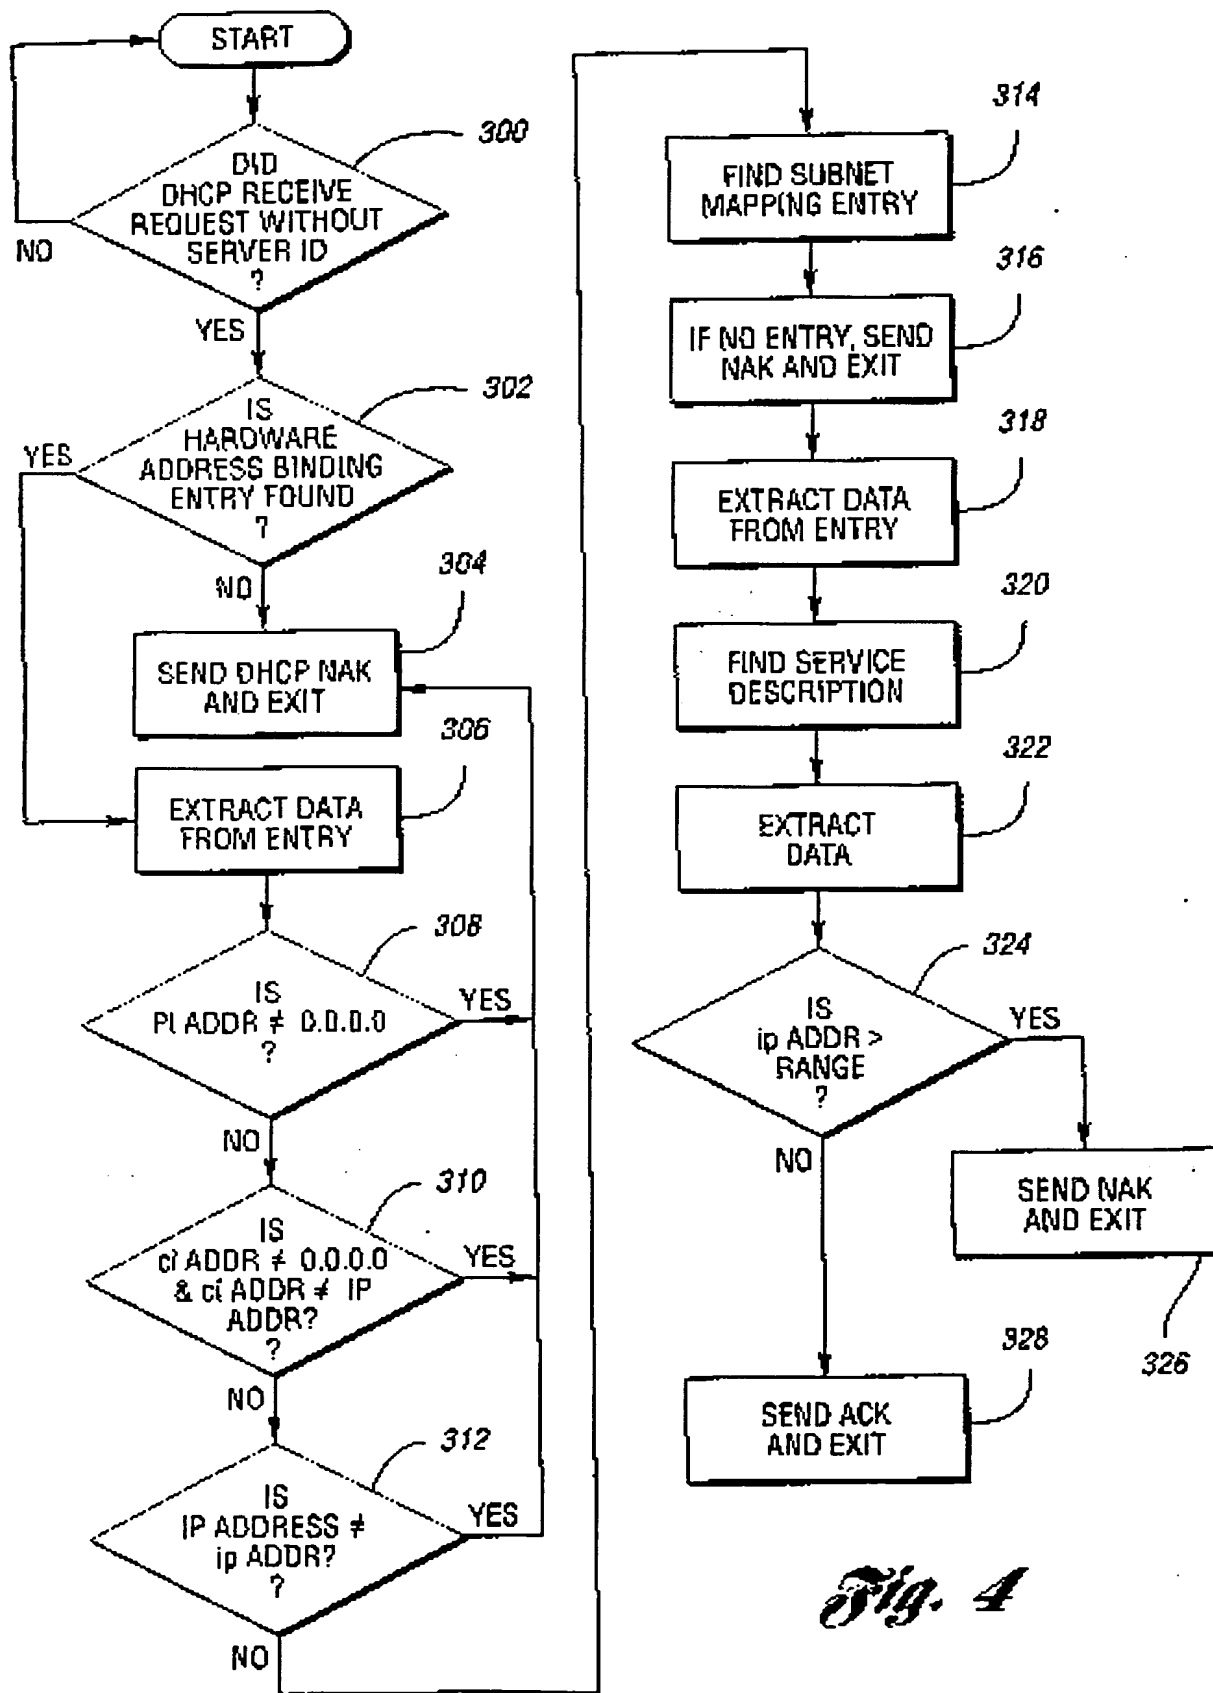 START
300
DID
DHCP RECEIVE
REQUEST WITHOUT
SERVER ID
?
NO
YES
302
IS
HARDWARE
ADDRESS BINDING
ENTRY FOUND
?
YES
NO
304
SEND DHCP NAK
AND EXIT
306
EXTRACT DATA
FROM ENTRY
308
IS
PI ADDR ≠ 0.0.0.0
?
YES
NO
310
IS
ci ADDR ≠ 0.0.0.0
& ci ADDR ≠ IP
ADDR?
?
YES
NO
312
IS
IP ADDRESS ≠
ip ADDR?
?
YES
NO
314
FIND SUBNET
MAPPING ENTRY
316
IF NO ENTRY, SEND
NAK AND EXIT
318
EXTRACT DATA
FROM ENTRY
320
FIND SERVICE
DESCRIPTION
322
EXTRACT
DATA
324
IS
ip ADDR >
RANGE
?
YES
NO
SEND NAK
AND EXIT
326
328
SEND ACK
AND EXIT
Fig. 4